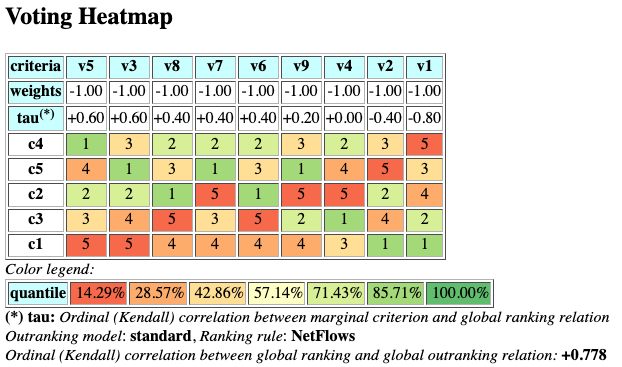 Voting Heatmap
criteria v5 v3 v8 v7 v6 v9 v4 v2 v1
weights -1.00 -1.00 -1.00 -1.00 -1.00 -1.00 -1.00 -1.00 -1.00
tau(*) +0.60 +0.60 +0.40 +0.40 +0.40 +0.20 +0.00 -0.40 -0.80
c4 1 3 2 2 2 3 2 3 5
c5 4 1 3 1 3 1 4 5 3
c2 2 2 1 5 1 5 5 2 4
c3 3 4 5 3 5 2 1 4 2
c1 5 5 4 4 4 4 3 1 1
Color legend:
quantile 14.29% 28.57% 42.86% 57.14% 71.43% 85.71% 100.00%
(*) tau: Ordinal (Kendall) correlation between marginal criterion and global ranking relation
Outranking model: standard, Ranking rule: NetFlows
Ordinal (Kendall) correlation between global ranking and global outranking relation: +0.778